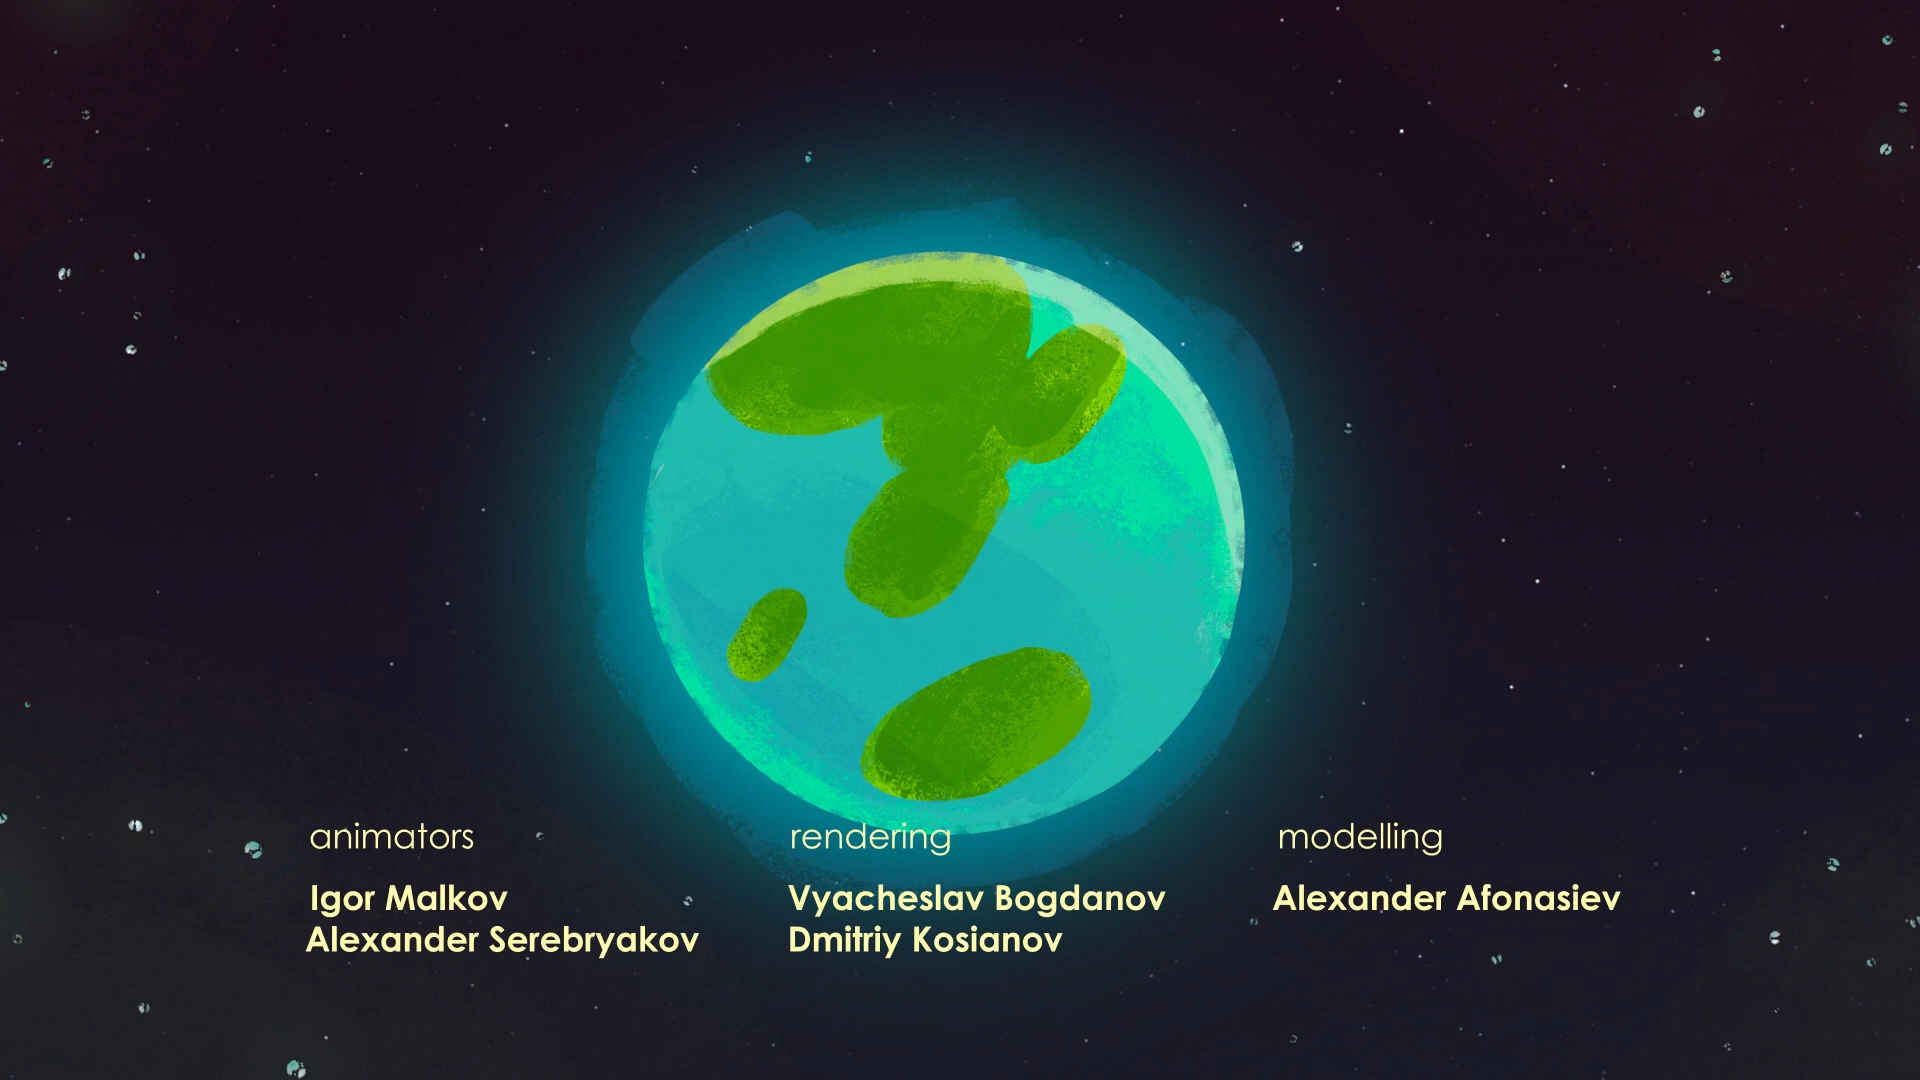 animators
Igor Malkov
Alexander Serebryakov
rendering
Vyacheslav Bogdanov
Dmitriy Kosianov
modelling
Alexander Afonasiev